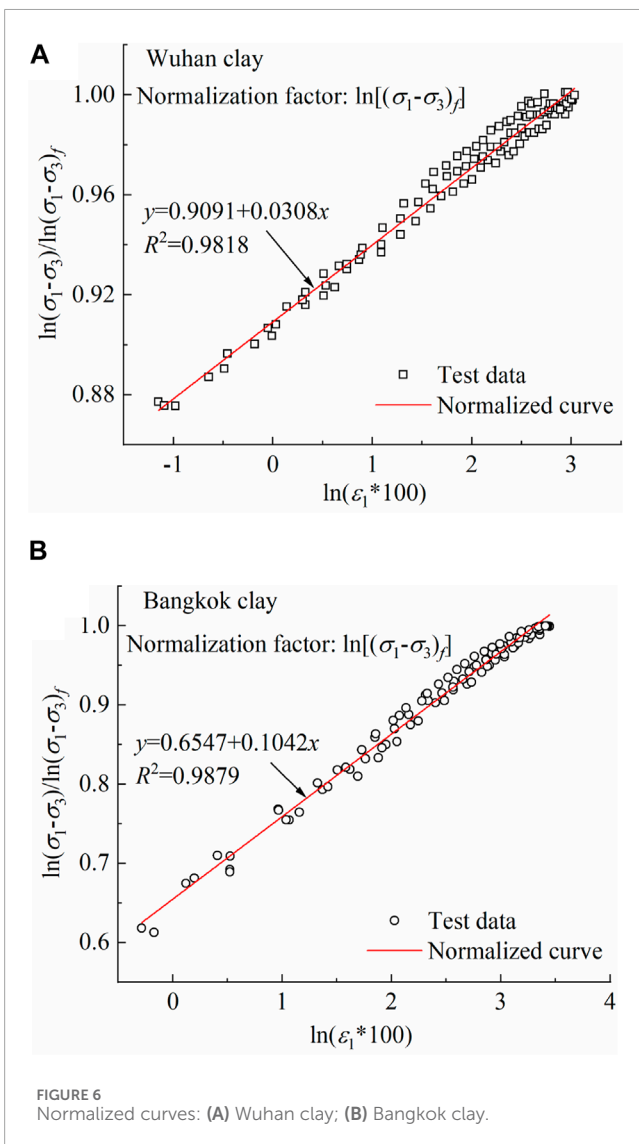 A
Wuhan clay
Normalization factor: ln[(σ₁-σ₃)f]
1.00
0.96
0.92
0.88
ln(σ₁-σ₃)/ln(σ₁-σ₃)f
y=0.9091+0.0308x
R²=0.9818
Test data
Normalized curve
-1 0 1 2 3
ln(ε₁*100)
B
Bangkok clay
Normalization factor: ln[(σ₁-σ₃)f]
1.0
0.9
0.8
0.7
0.6
ln(σ₁-σ₃)/ln(σ₁-σ₃)f
y=0.6547+0.1042x
R²=0.9879
Test data
Normalized curve
0 1 2 3 4
ln(ε₁*100)
FIGURE 6
Normalized curves: (A) Wuhan clay; (B) Bangkok clay.